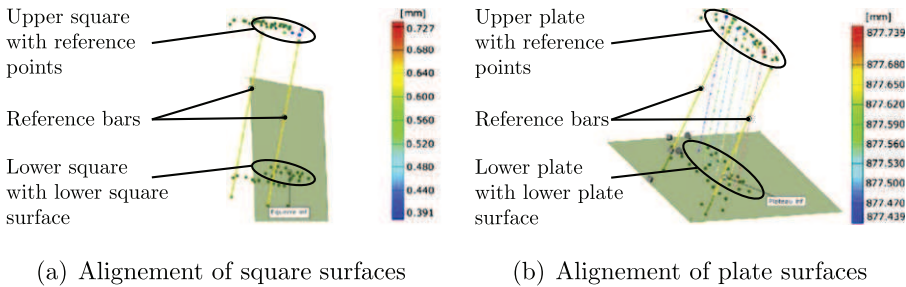 Upper square
with reference
points
Reference bars
Lower square
with lower square
surface
[mm]
0.727
0.680
0.640
0.600
0.560
0.520
0.480
0.440
0.391
(a) Alignement of square surfaces
Upper plate
with reference
points
Reference bars
Lower plate
with lower plate
surface
Plateau inf
[mm]
877.739
877.690
877.650
877.620
877.590
877.530
877.500
877.470
877.439
(b) Alignement of plate surfaces